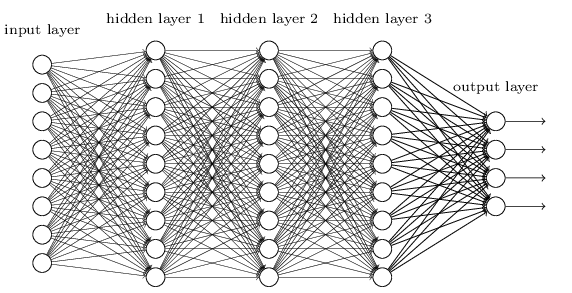 hidden layer 1 hidden layer 2 hidden layer 3
input layer
output layer